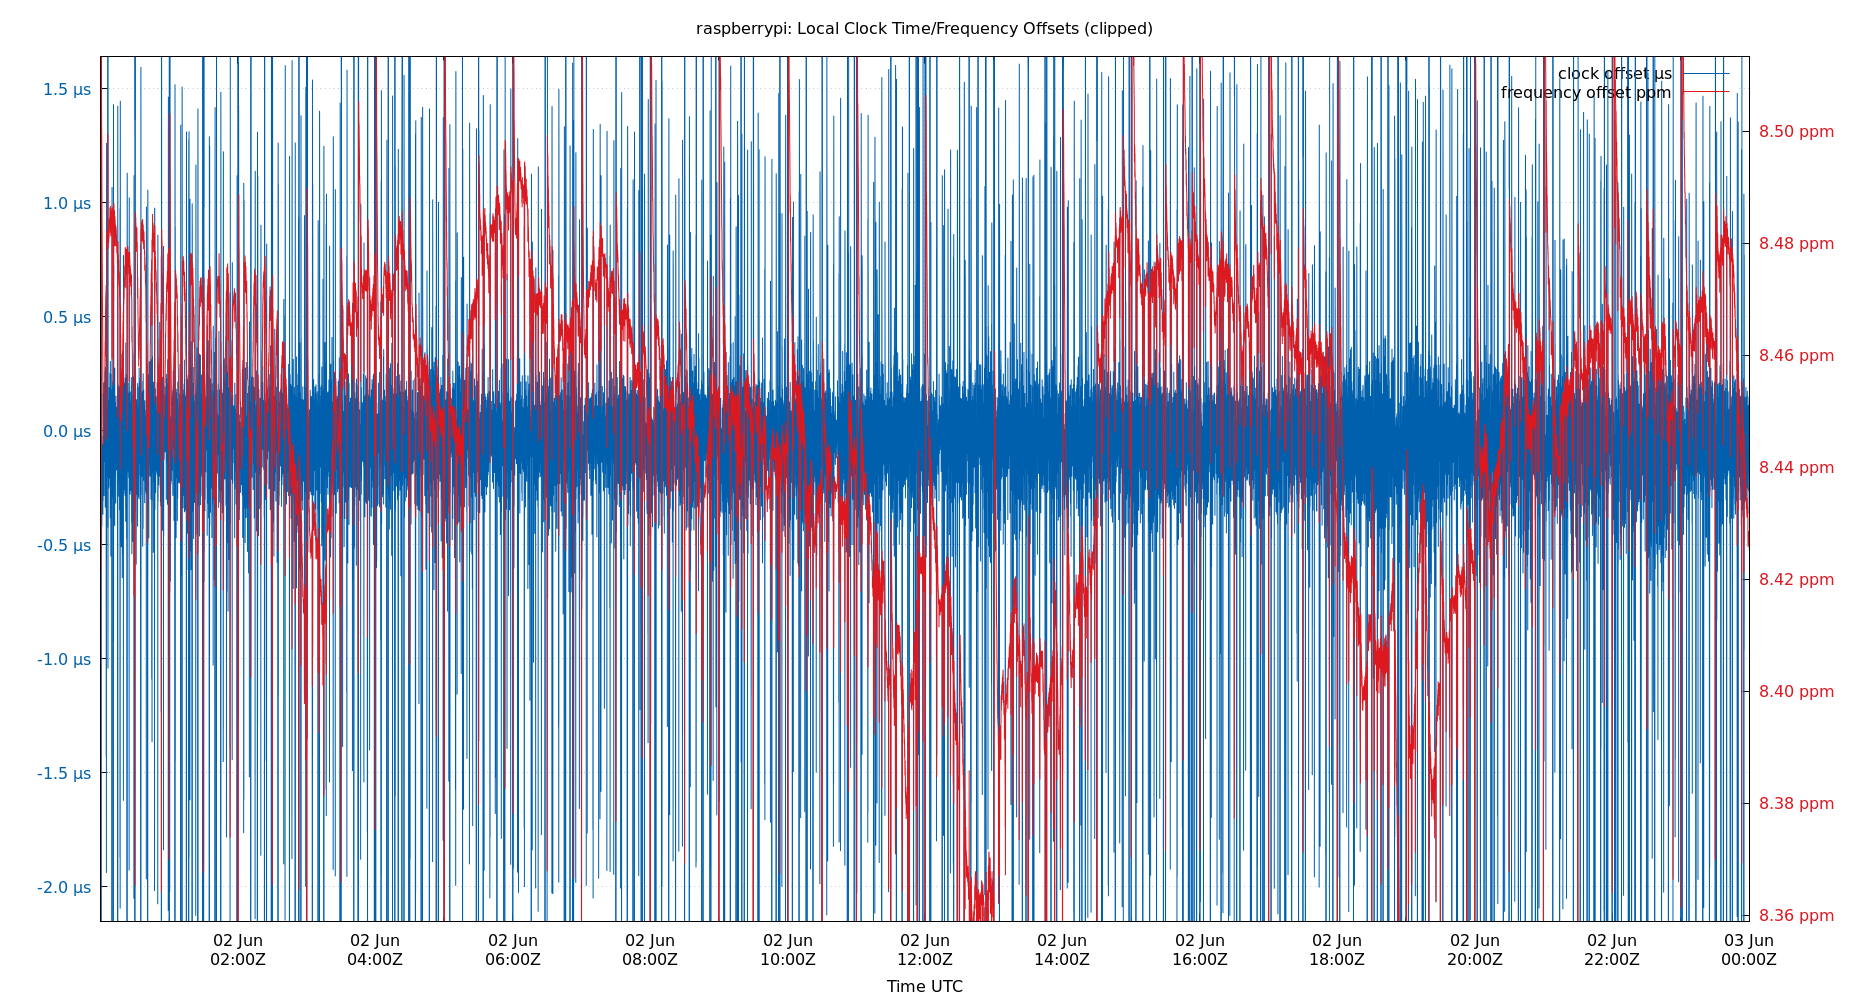 raspberrypi: Local Clock Time/Frequency Offsets (clipped)
clock offset µs
frequency offset ppm
1.5 µs
1.0 µs
0.5 µs
0.0 µs
-0.5 µs
-1.0 µs
-1.5 µs
-2.0 µs
8.50 ppm
8.48 ppm
8.46 ppm
8.44 ppm
8.42 ppm
8.40 ppm
8.38 ppm
8.36 ppm
02 Jun 02 Jun 02 Jun 02 Jun 02 Jun 02 Jun 02 Jun 02 Jun 02 Jun 02 Jun 02 Jun 03 Jun
02:00Z 04:00Z 06:00Z 08:00Z 10:00Z 12:00Z 14:00Z 16:00Z 18:00Z 20:00Z 22:00Z 00:00Z
Time UTC